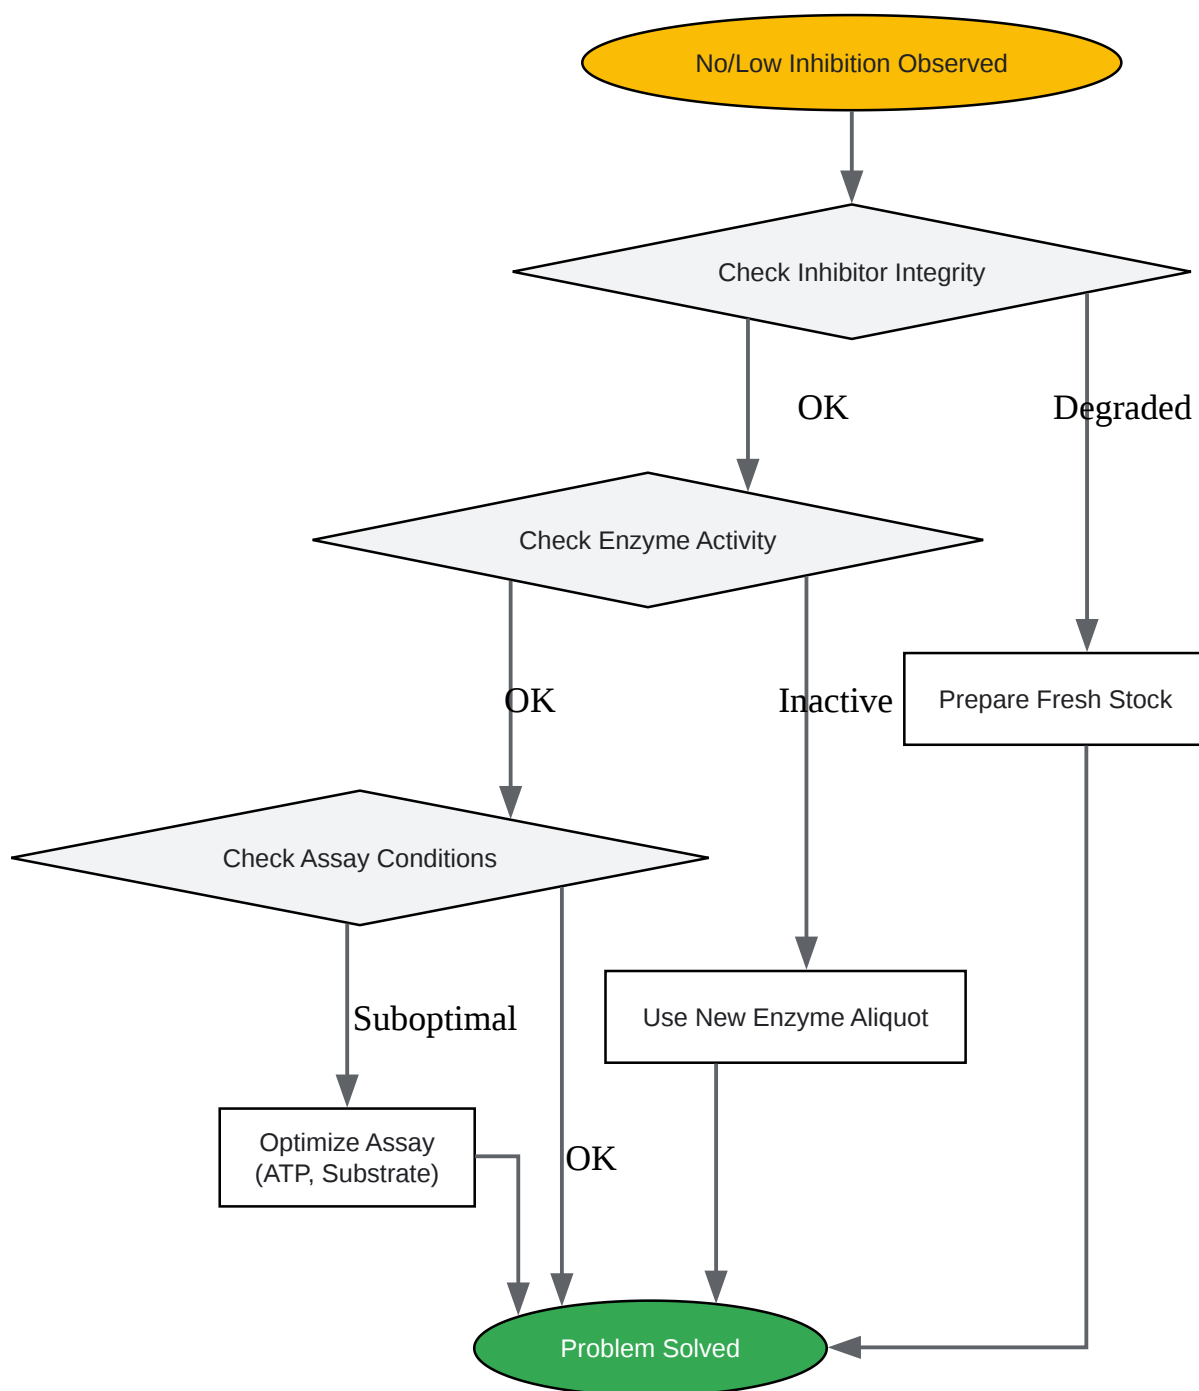 No/Low Inhibition Observed
Check Inhibitor Integrity
OK
Degraded
Check Enzyme Activity
OK
Inactive
Prepare Fresh Stock
Check Assay Conditions
Suboptimal
Use New Enzyme Aliquot
Optimize Assay
(ATP, Substrate)
OK
Problem Solved